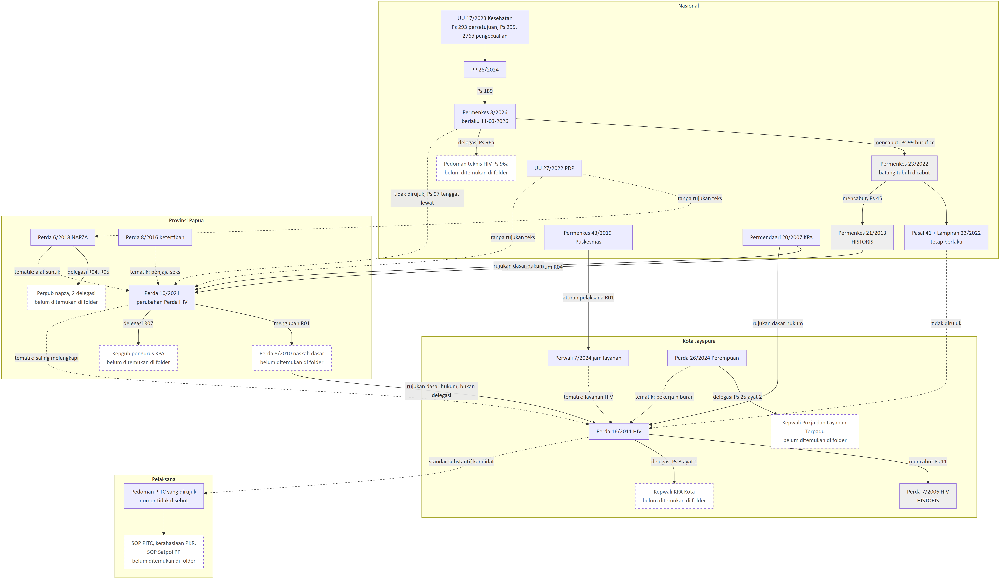 Nasional
UU 17/2023 Kesehatan
Ps 293 persetujuan; Ps 295,
276d pengecualian
PP 28/2024
Ps 189
Permenkes 3/2026
berlaku 11-03-2026
delegasi Ps 96a
mencabut, Ps 99 huruf cc
Pedoman teknis HIV Ps 96a
belum ditemukan di folder
UU 27/2022 PDP
Permenkes 23/2022
batang tubuh dicabut
tidak dirujuk; Ps 97 tenggat
lewat
tanpa rujukan teks
mencabut, Ps 45
tanpa rujukan teks
Permenkes 43/2019
Puskesmas
Permendagri 20/2007 KPA
Permenkes 21/2013
HISTORIS
Pasal 41 + Lampiran 23/2022
tetap berlaku
Provinsi Papua
Perda 6/2018 NAPZA
Perda 8/2016 Ketertiban
tematik: alat suntik
delegasi R04, R05
tematik: penjaja seks
rujukan dasar hukum
R04
Pergub napza, 2 delegasi
belum ditemukan di folder
Perda 10/2021
perubahan Perda HIV
aturan pelaksana R01
delegasi R07
mengubah R01
rujukan dasar hukum
tidak dirujuk
tematik: saling melengkapi
Kepgub pengurus KPA
belum ditemukan di folder
Perda 8/2010 naskah dasar
belum ditemukan di folder
Kota Jayapura
Perwali 7/2024 jam layanan
Perda 26/2024 Perempuan
rujukan dasar hukum, bukan
delegasi
tematik: layanan HIV
tematik: pekerja hiburan
delegasi Ps 25 ayat 2
Perda 16/2011 HIV
Kepwali Pokja dan Layanan
Terpadu
belum ditemukan di folder
standar substantif kandidat
delegasi Ps 3 ayat 1
mencabut Ps 11
Kepwali KPA Kota
belum ditemukan di folder
Perda 7/2006 HIV
HISTORIS
Pelaksana
Pedoman PITC yang dirujuk
nomor tidak disebut
SOP PITC, kerahasiaan PKR,
SOP Satpol PP
belum ditemukan di folder